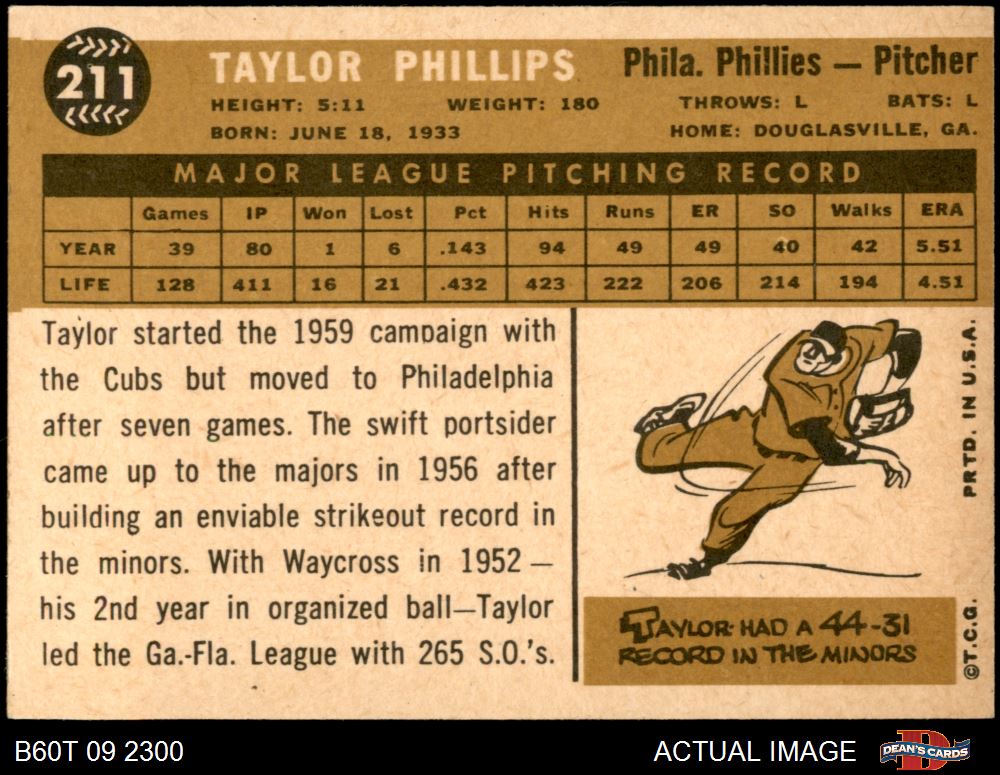 211
TAYLOR PHILLIPS
Phila. Phillies — Pitcher
HEIGHT: 5:11 WEIGHT: 180 THROWS: L BATS: L
BORN: JUNE 18, 1933 HOME: DOUGLASVILLE, GA.
MAJOR LEAGUE PITCHING RECORD
Games IP Won Lost Pct Hits Runs ER SO Walks ERA
YEAR 39 80 1 6 .143 94 49 49 40 42 5.51
LIFE 128 411 16 21 .432 423 222 206 214 194 4.51
Taylor started the 1959 campaign with
the Cubs but moved to Philadelphia
after seven games. The swift portsider
came up to the majors in 1956 after
building an enviable strikeout record in
the minors. With Waycross in 1952 —
his 2nd year in organized ball—Taylor
led the Ga.-Fla. League with 265 S.O.'s.
TAYLOR HAD A 44-31
RECORD IN THE MINORS
PRTD. IN U.S.A.
©T.C.G.
B60T 09 2300
ACTUAL IMAGE
D
DEAN'S CARDS